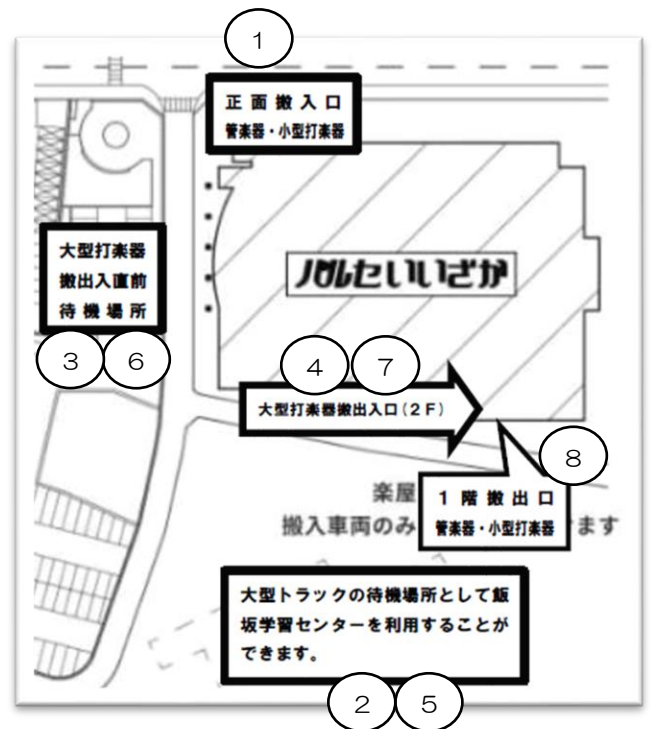 1
正面搬入口
管楽器・小型打楽器
大型打楽器
搬出入直前
待機場所
3 6
パルセいいざか
4 7
大型打楽器搬出入口(2F)
8
1階搬出口
管楽器・小型打楽器
楽屋
搬入車両のみ
ます
大型トラックの待機場所として飯
坂学習センターを利用することが
できます。
2 5